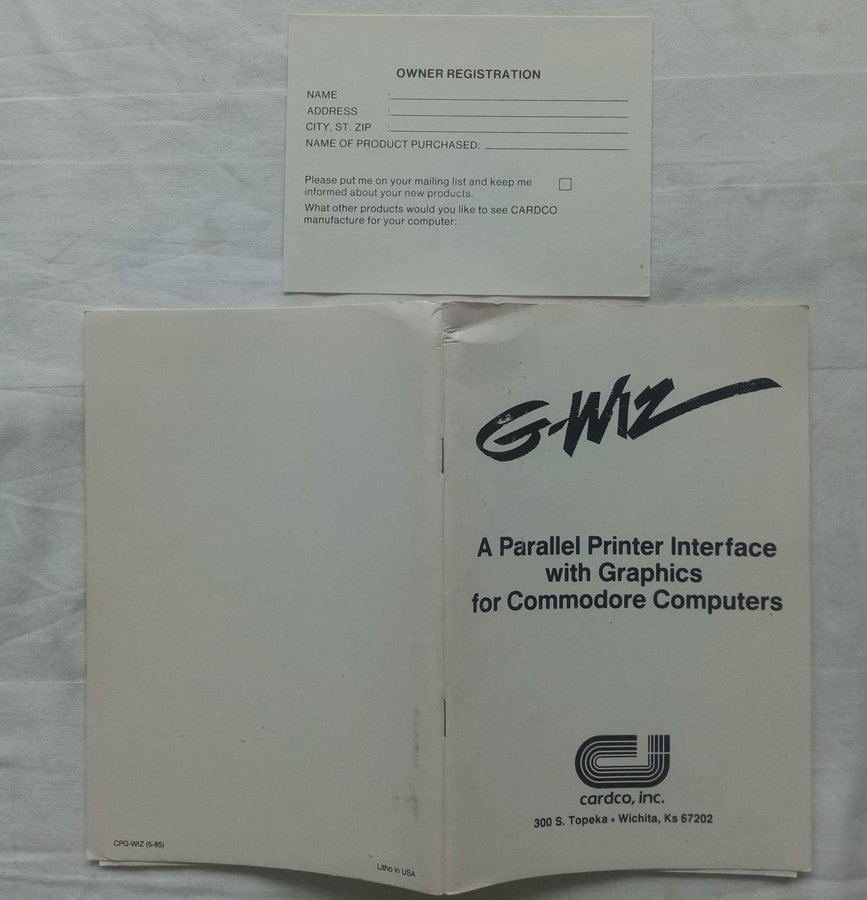 OWNER REGISTRATION
NAME :
ADDRESS :
CITY, ST. ZIP :
NAME OF PRODUCT PURCHASED:
Please put me on your mailing list and keep me
informed about your new products.
What other products would you like to see CARDCO
manufacture for your computer:
G-Wiz
A Parallel Printer Interface
with Graphics
for Commodore Computers
cardco, inc.
300 S. Topeka • Wichita, Ks 67202
CPG-WIZ (5-85)
Litho in USA